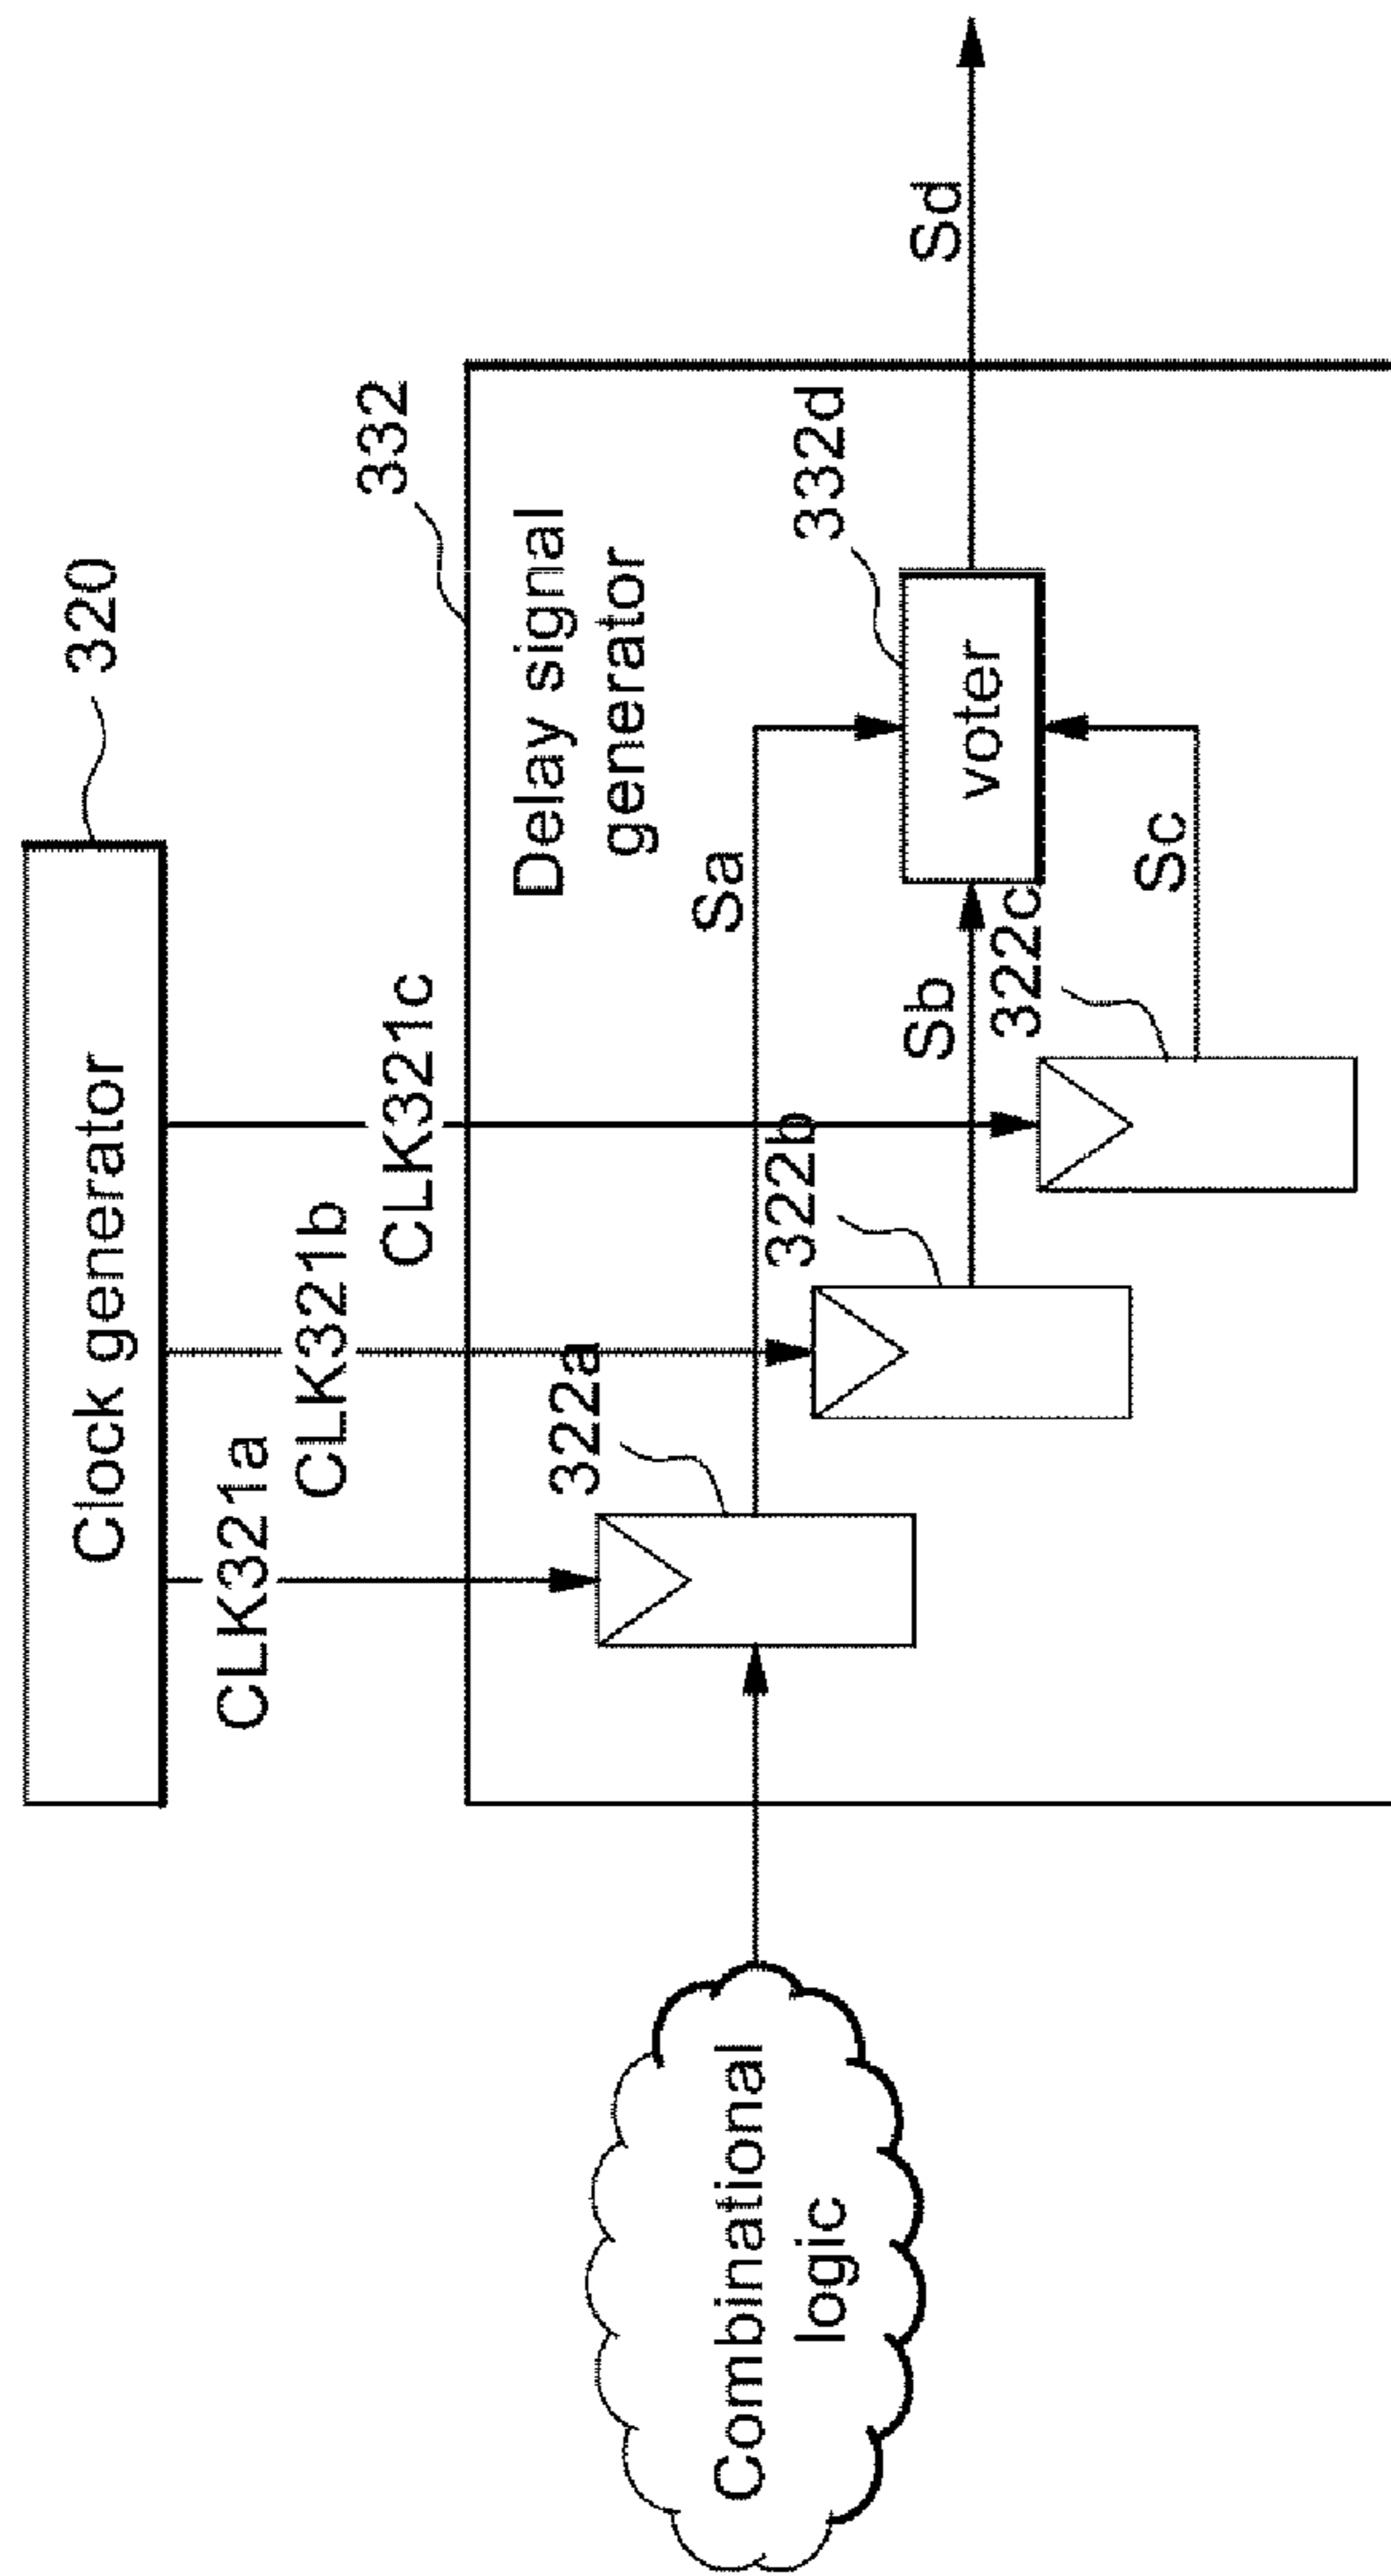 Clock generator
320
CLK321a
CLK321b
CLK321c
332
Delay signal
generator
322a
322b
322c
Sa
Sb
Sc
332d
voter
Sd
Combinational
logic